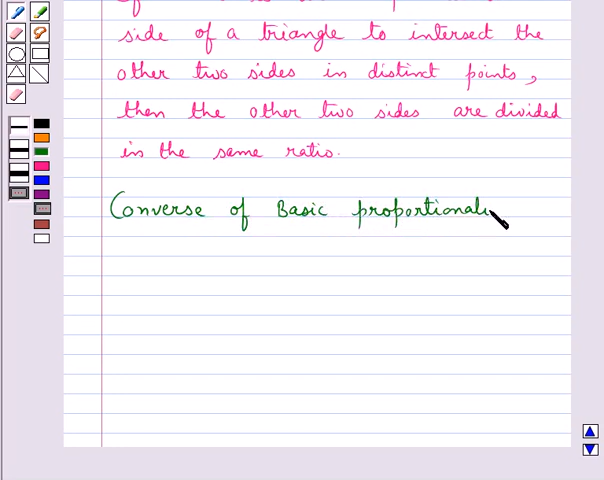 side of a triangle to intersect the
other two sides in distinct points,
then the other two sides are divided
in the same ratio.
Converse of Basic proportionali